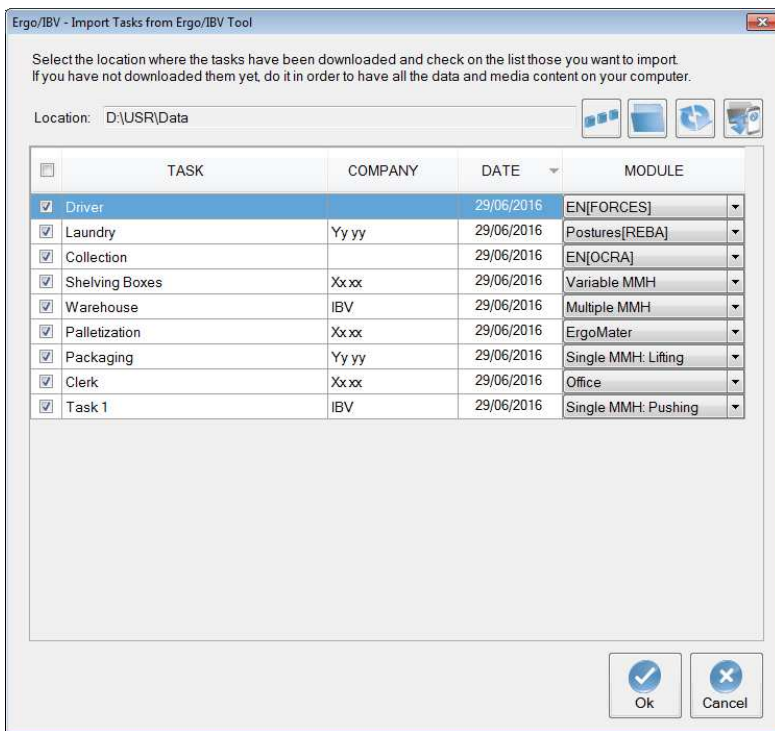 Ergo/IBV - Import Tasks from Ergo/IBV Tool
Select the location where the tasks have been downloaded and check on the list those you want to import.
If you have not downloaded them yet, do it in order to have all the data and media content on your computer.
Location: D:\USR\Data
TASK COMPANY DATE MODULE
Driver 29/06/2016 EN[FORCES]
Laundry Yy yy 29/06/2016 Postures[REBA]
Collection 29/06/2016 EN[OCRA]
Shelving Boxes Xx xx 29/06/2016 Variable MMH
Warehouse IBV 29/06/2016 Multiple MMH
Palletization Xx xx 29/06/2016 ErgoMater
Packaging Yy yy 29/06/2016 Single MMH: Lifting
Clerk Xx xx 29/06/2016 Office
Task 1 IBV 29/06/2016 Single MMH: Pushing
Ok Cancel